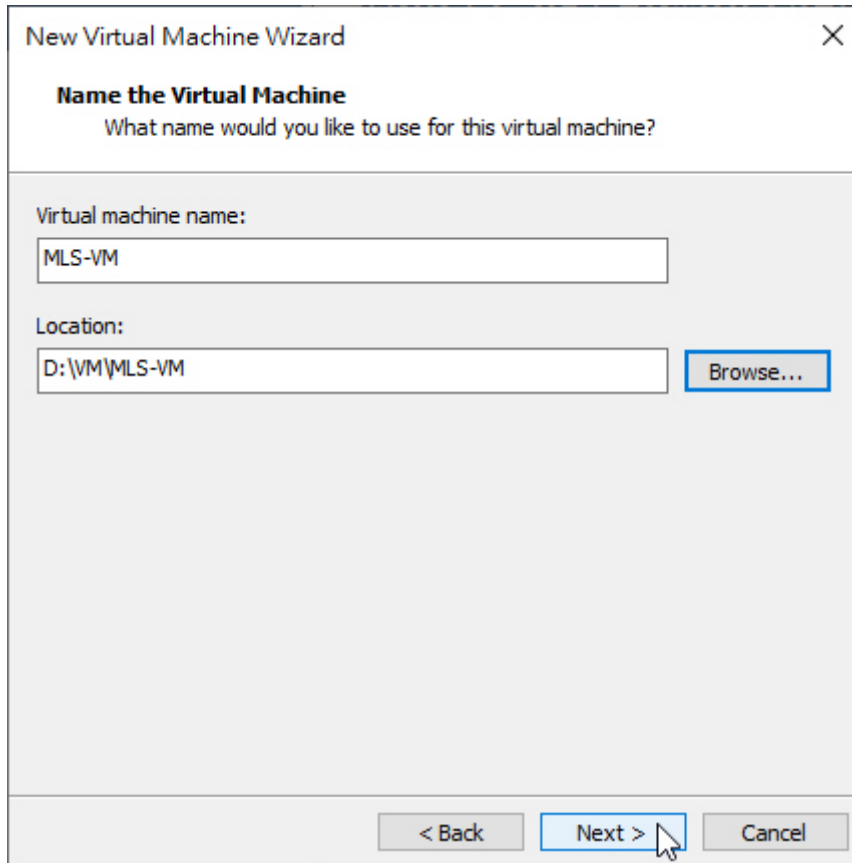 New Virtual Machine Wizard
Name the Virtual Machine
What name would you like to use for this virtual machine?
Virtual machine name:
MLS-VM
Location:
D:\VM\MLS-VM
Browse...
< Back
Next >
Cancel